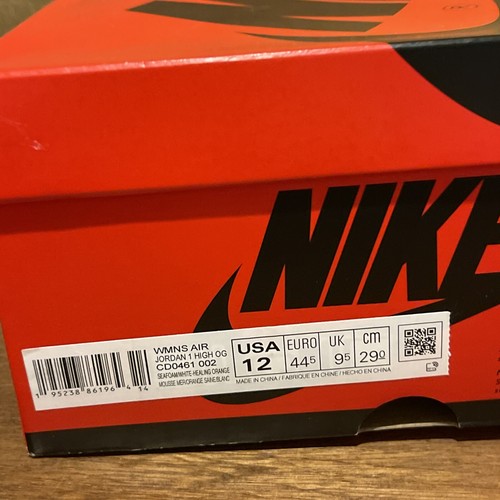 NIKE
WMNS AIR
JORDAN 1 HIGH OG
CD0461 002
SEAFOAM/WHITE-HEALING ORANGE
MOUSSE MER/ORANGE SABLE/BLANC
USA
12
EURO
44.5
UK
9.5
cm
29.0
MADE IN CHINA / FABRIQUE EN CHINE / HECHO EN CHINA
1 95238 86196 4 14